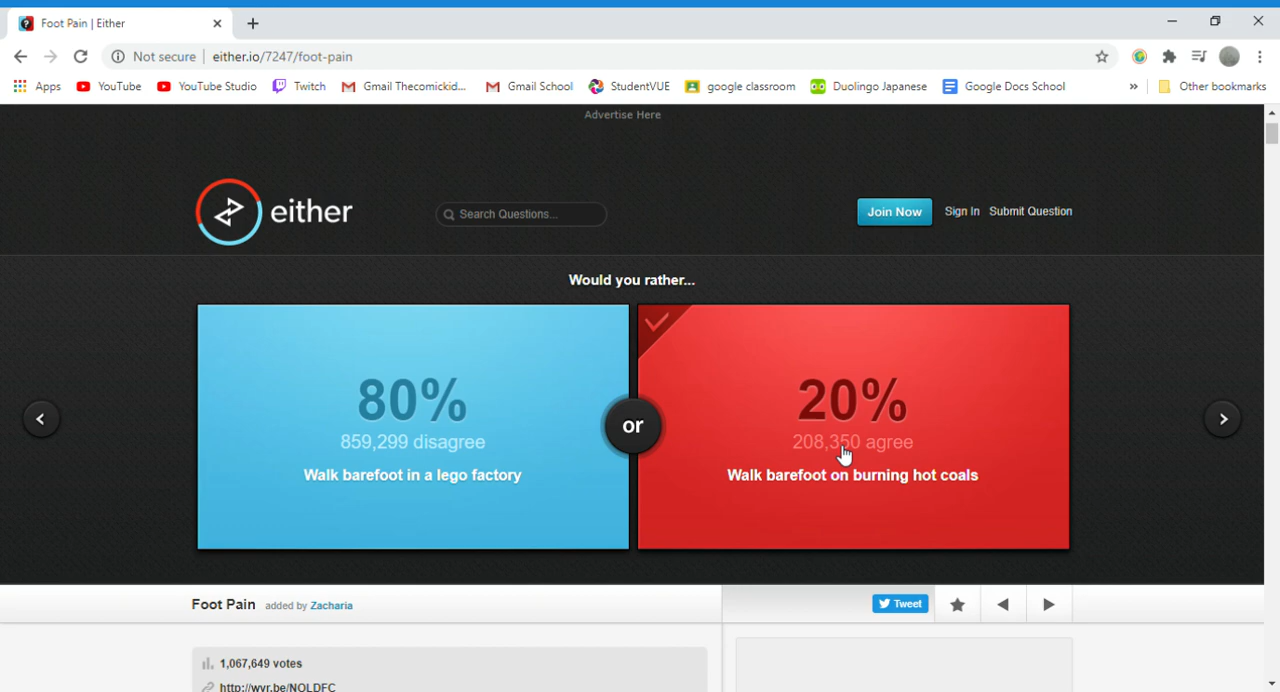 Foot Pain | Either
Not secure | either.io/7247/foot-pain
Apps YouTube YouTube Studio Twitch Gmail Thecomickid... Gmail School StudentVUE google classroom Duolingo Japanese Google Docs School » Other bookmarks
Advertise Here
either Search Questions... Join Now Sign In Submit Question
Would you rather...
80%
859,299 disagree
Walk barefoot in a lego factory
or
20%
208,350 agree
Walk barefoot on burning hot coals
Foot Pain added by Zacharia Tweet
1,067,649 votes
http://wyr.be/NOLDFC